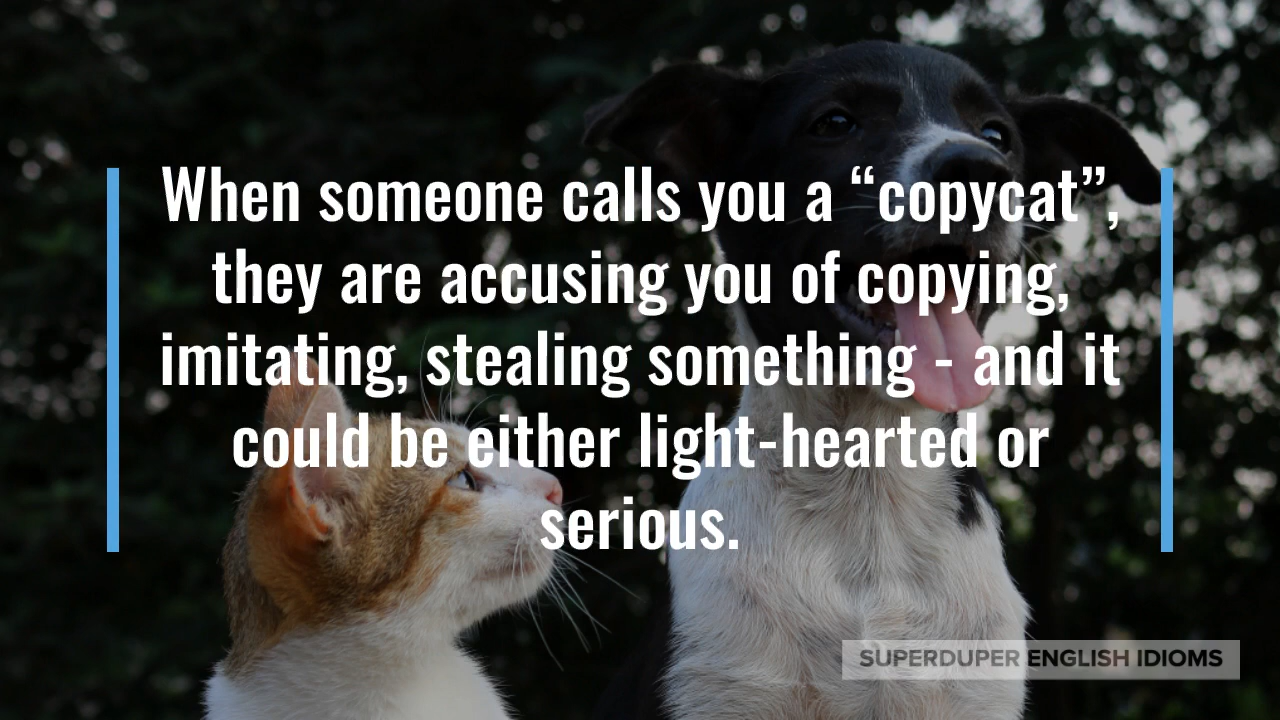 When someone calls you a “copycat”,
they are accusing you of copying,
imitating, stealing something - and it
could be either light-hearted or
serious.
SUPERDUPER ENGLISH IDIOMS